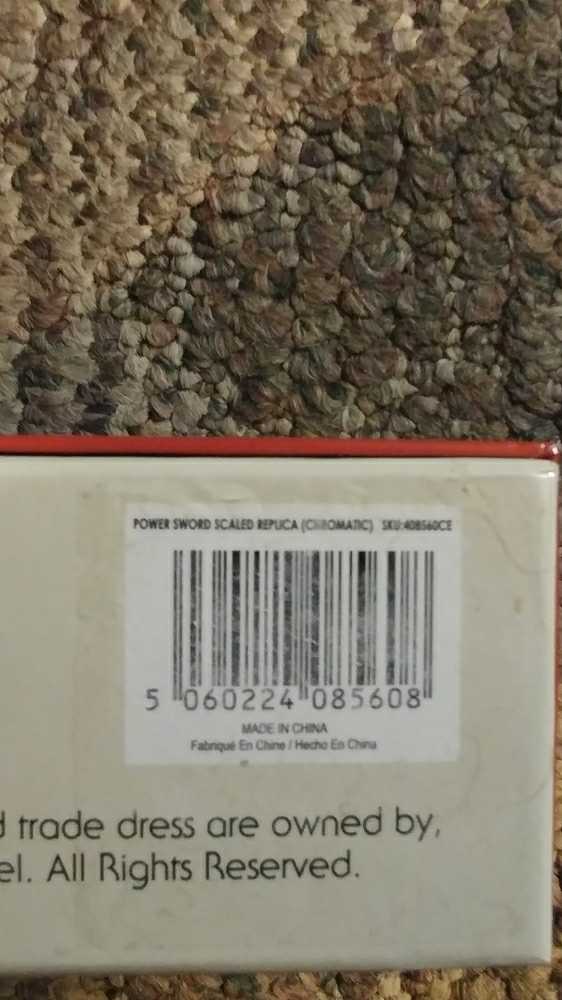 POWER SWORD SCALED REPLICA (CHROMATIC) SKU:408560CE
5 060224 085608
MADE IN CHINA
Fabriqué En Chine / Hecho En China
d trade dress are owned by,
el. All Rights Reserved.